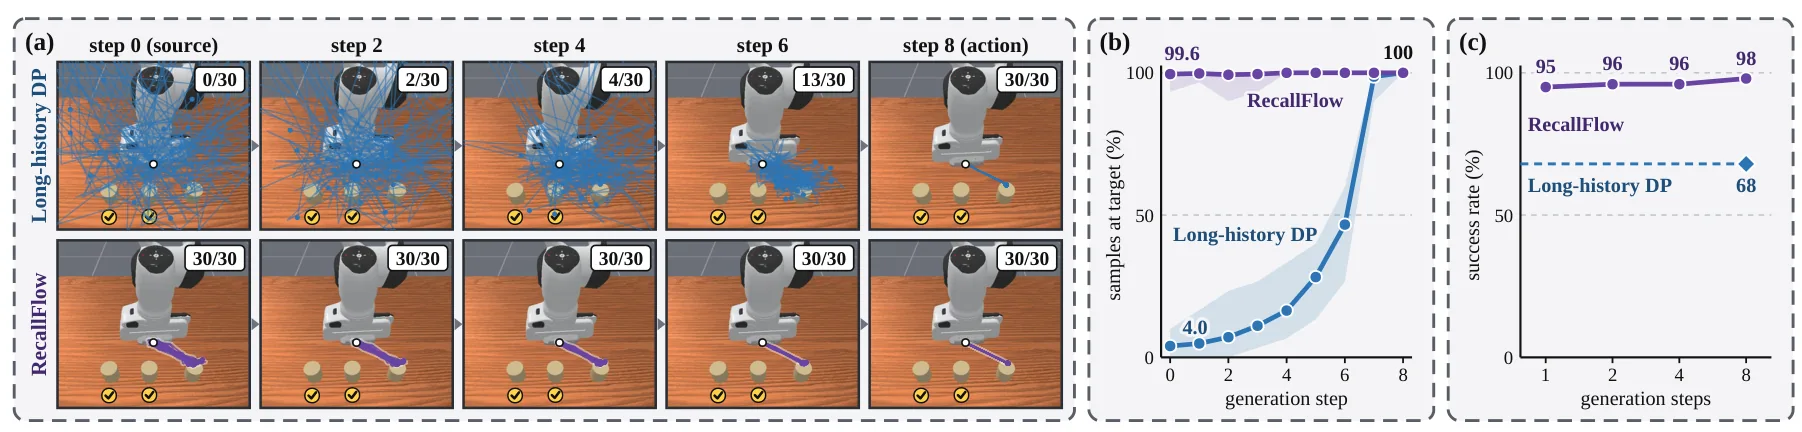 (a)
step 0 (source)
step 2
step 4
step 6
step 8 (action)
Long-history DP
0/30
2/30
4/30
13/30
30/30
RecallFlow
30/30
30/30
30/30
30/30
30/30
(b)
99.6
100
100
RecallFlow
samples at target (%)
50
Long-history DP
4.0
0
0
2
4
6
8
generation step
(c)
95
96
96
98
100
RecallFlow
success rate (%)
Long-history DP
68
50
0
1
2
4
8
generation steps